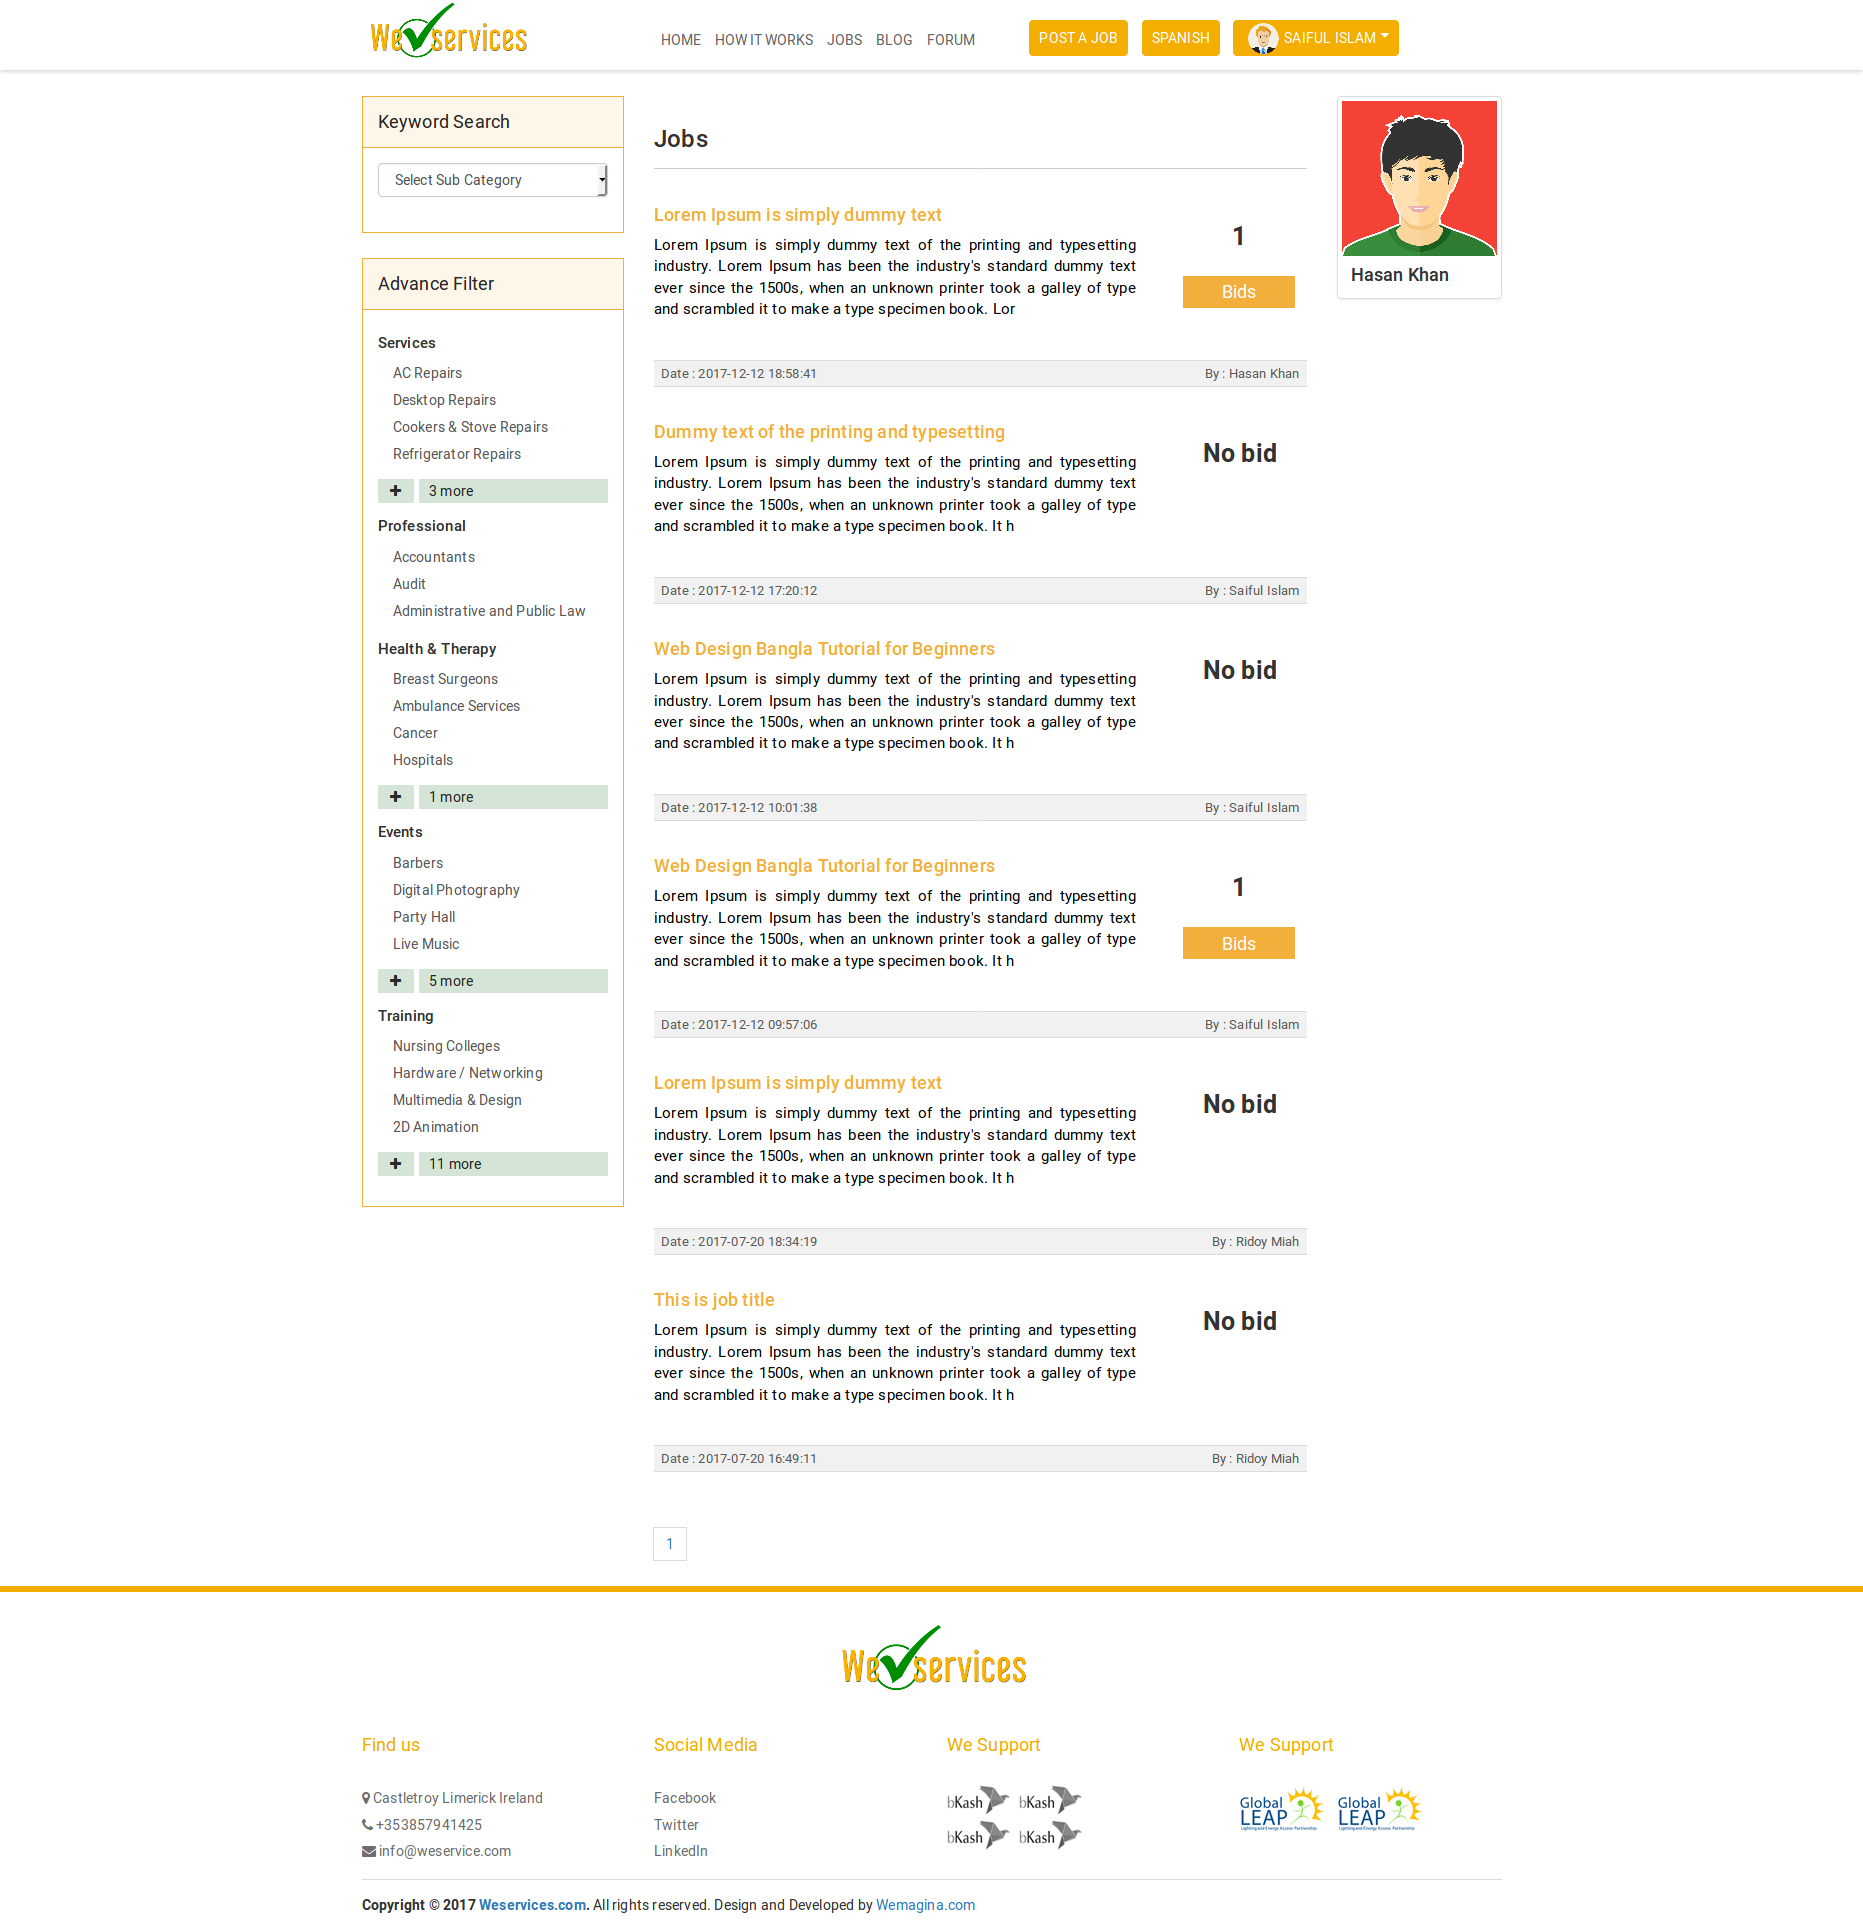 We services
HOME HOW IT WORKS JOBS BLOG FORUM
POST A JOB
SPANISH
SAIFUL ISLAM
Keyword Search
Select Sub Category
Advance Filter
Services
AC Repairs
Desktop Repairs
Cookers & Stove Repairs
Refrigerator Repairs
3 more
Professional
Accountants
Audit
Administrative and Public Law
Health & Therapy
Breast Surgeons
Ambulance Services
Cancer
Hospitals
1 more
Events
Barbers
Digital Photography
Party Hall
Live Music
5 more
Training
Nursing Colleges
Hardware / Networking
Multimedia & Design
2D Animation
11 more
Jobs
Lorem Ipsum is simply dummy text
Lorem Ipsum is simply dummy text of the printing and typesetting
industry. Lorem Ipsum has been the industry's standard dummy text
ever since the 1500s, when an unknown printer took a galley of type
and scrambled it to make a type specimen book. Lor
1
Bids
Date : 2017-12-12 18:58:41
By : Hasan Khan
Dummy text of the printing and typesetting
Lorem Ipsum is simply dummy text of the printing and typesetting
industry. Lorem Ipsum has been the industry's standard dummy text
ever since the 1500s, when an unknown printer took a galley of type
and scrambled it to make a type specimen book. It h
No bid
Date : 2017-12-12 17:20:12
By : Saiful Islam
Web Design Bangla Tutorial for Beginners
Lorem Ipsum is simply dummy text of the printing and typesetting
industry. Lorem Ipsum has been the industry's standard dummy text
ever since the 1500s, when an unknown printer took a galley of type
and scrambled it to make a type specimen book. It h
No bid
Date : 2017-12-12 10:01:38
By : Saiful Islam
Web Design Bangla Tutorial for Beginners
Lorem Ipsum is simply dummy text of the printing and typesetting
industry. Lorem Ipsum has been the industry's standard dummy text
ever since the 1500s, when an unknown printer took a galley of type
and scrambled it to make a type specimen book. It h
1
Bids
Date : 2017-12-12 09:57:06
By : Saiful Islam
Lorem Ipsum is simply dummy text
Lorem Ipsum is simply dummy text of the printing and typesetting
industry. Lorem Ipsum has been the industry's standard dummy text
ever since the 1500s, when an unknown printer took a galley of type
and scrambled it to make a type specimen book. It h
No bid
Date : 2017-07-20 18:34:19
By : Ridoy Miah
This is job title
Lorem Ipsum is simply dummy text of the printing and typesetting
industry. Lorem Ipsum has been the industry's standard dummy text
ever since the 1500s, when an unknown printer took a galley of type
and scrambled it to make a type specimen book. It h
No bid
Date : 2017-07-20 16:49:11
By : Ridoy Miah
1
Hasan Khan
We services
Find us
Castletroy Limerick Ireland
+353857941425
info@weservice.com
Social Media
Facebook
Twitter
LinkedIn
We Support
bKash bKash
bKash bKash
We Support
Global Global
LEAP LEAP
Lighting and Energy Access Partnership Lighting and Energy Access Partnership
Copyright © 2017 Weservices.com. All rights reserved. Design and Developed by Wemagina.com